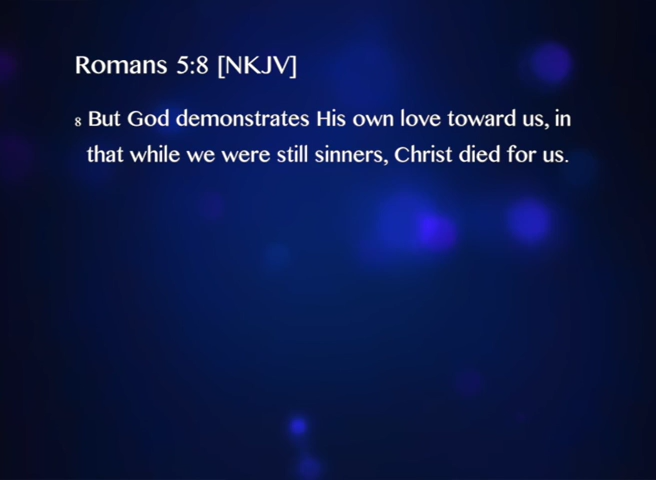 Romans 5:8 [NKJV]
8 But God demonstrates His own love toward us, in
that while we were still sinners, Christ died for us.